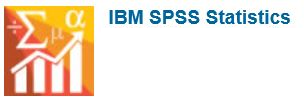 ÷ Σ μ α
IBM SPSS Statistics